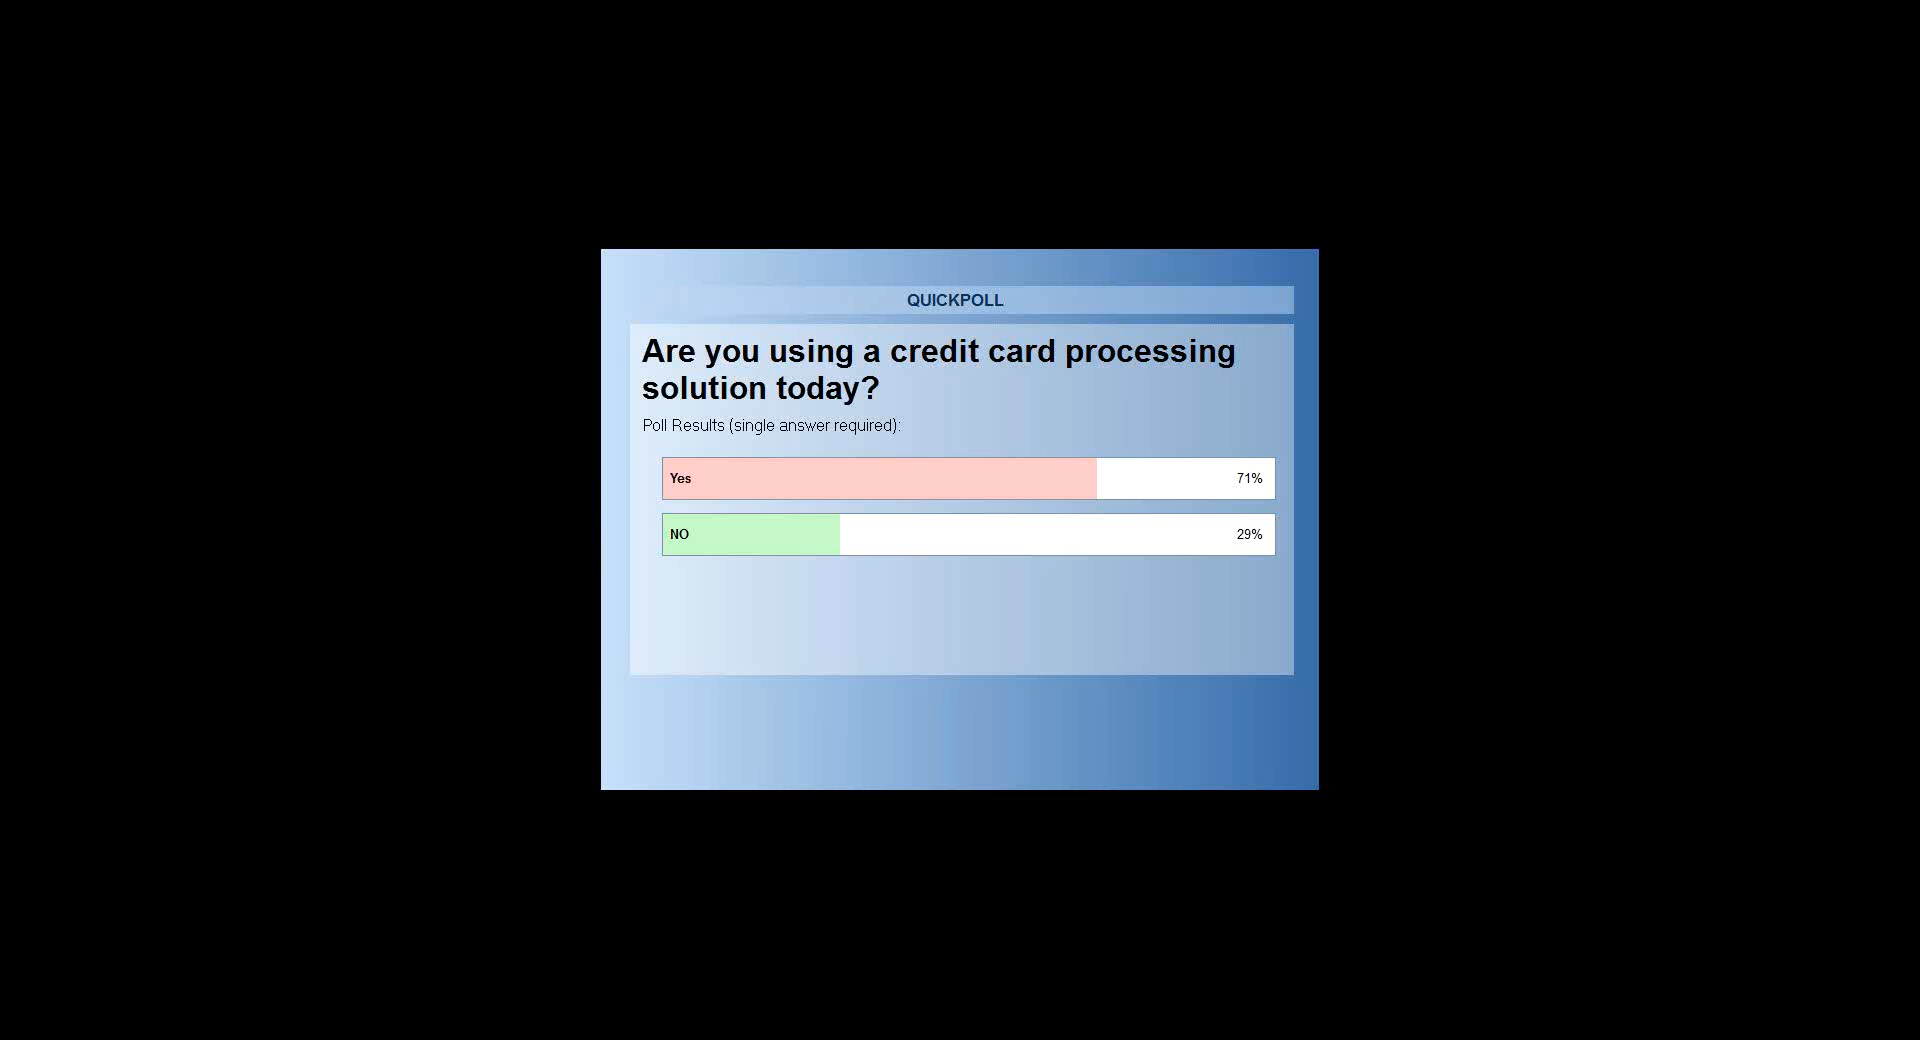 QUICKPOLL
Are you using a credit card processing
solution today?
Poll Results (single answer required):
Yes 71%
NO 29%